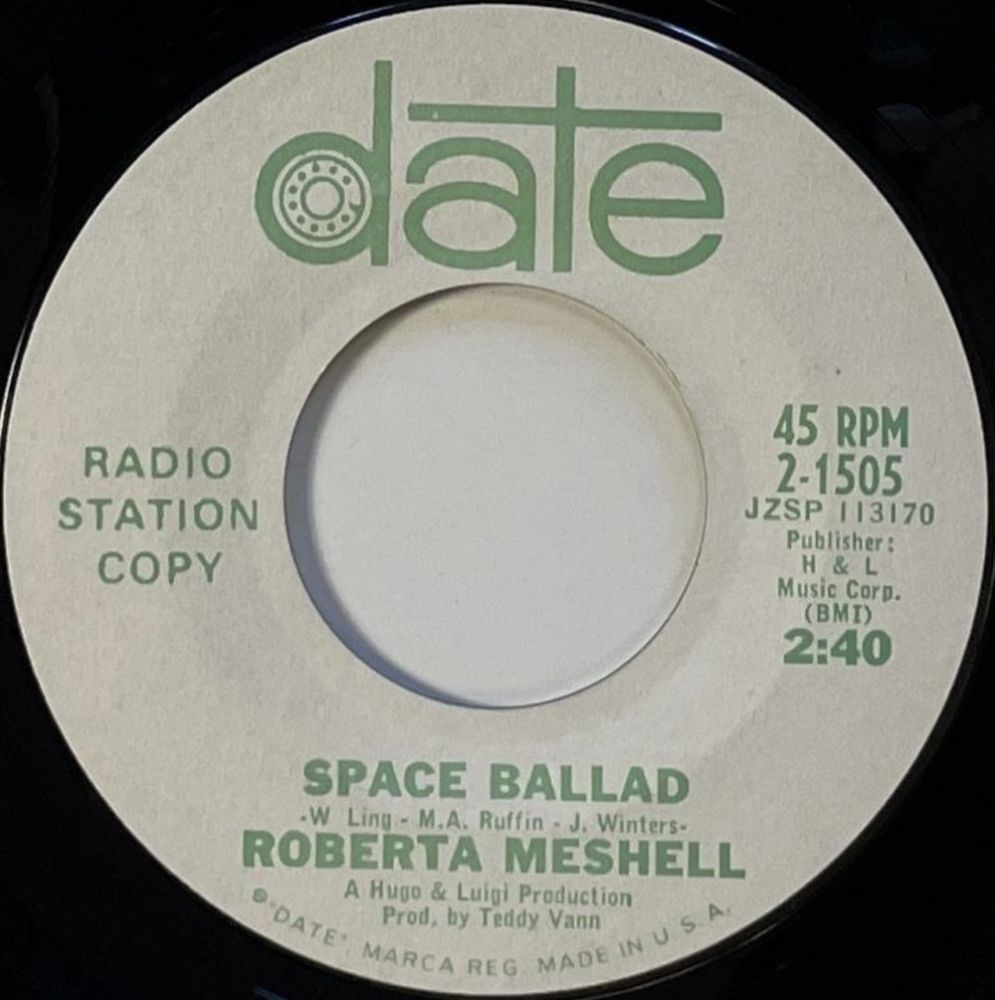 date
RADIO
STATION
COPY
45 RPM
2-1505
JZSP 113170
Publisher:
H & L
Music Corp.
(BMI)
2:40
SPACE BALLAD
-W Ling - M.A. Ruffin - J. Winters-
ROBERTA MESHELL
A Hugo & Luigi Production
Prod. by Teddy Vann
® "DATE", MARCA REG. MADE IN U.S.A.